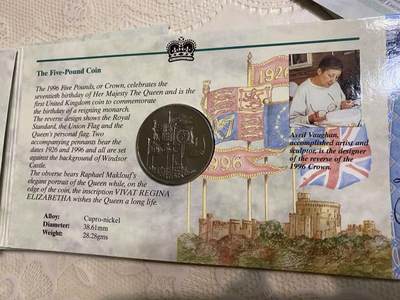 The Five-Pound Coin
The 1996 Five Pounds, or Crown, celebrates the
seventieth birthday of Her Majesty The Queen and is the
first United Kingdom coin to commemorate
the birthday of a reigning monarch.
The reverse design shows the Royal
Standard, the Union Flag and the
Queen's personal flag. Two
accompanying pennants bear the
dates 1926 and 1996 and all are set
against the background of Windsor
Castle.
The obverse bears Raphael Maklouf's
elegant portrait of the Queen while, on the
edge of the coin, the inscription VIVAT REGINA
ELIZABETHA wishes the Queen a long life.
Alloy: Cupro-nickel
Diameter: 38.61mm
Weight: 28.28gms
1926
1996
Avril Vaughan,
accomplished artist and
sculptor, is the designer
of the reverse of the
1996 Crown.